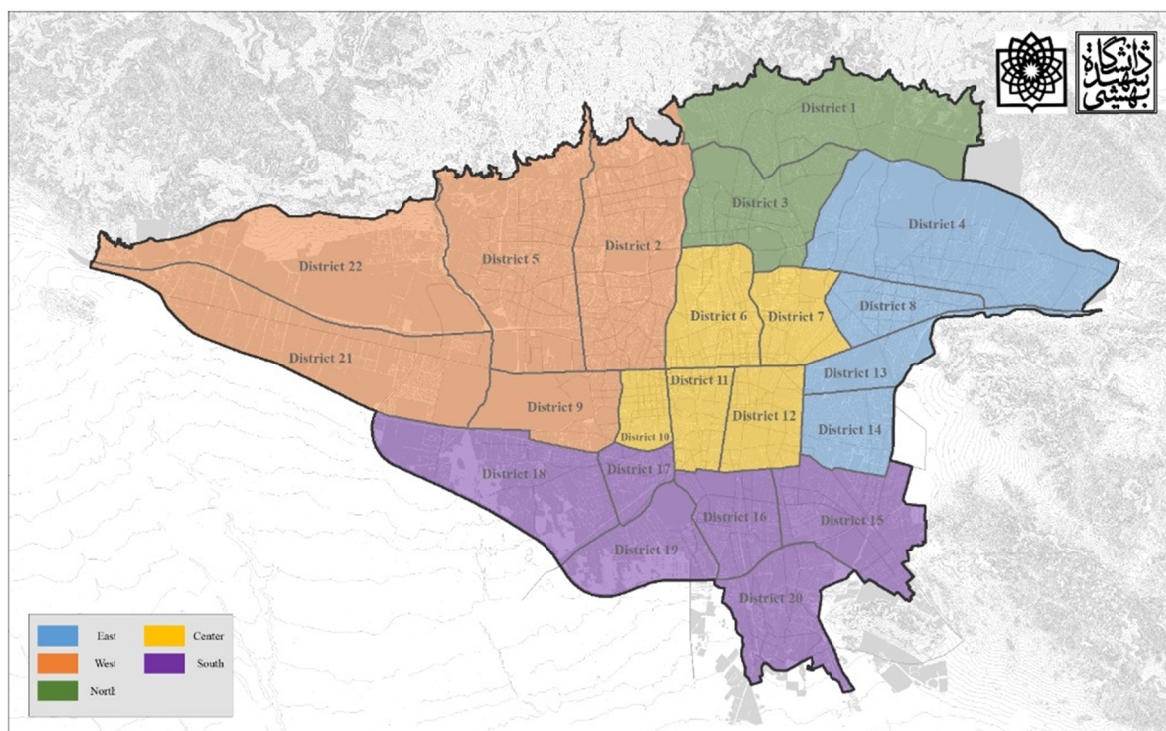 دانشگاه
شهید
بهشتی
District 1
District 3
District 4
District 2
District 5
District 22
District 8
District 6
District 7
District 21
District 13
District 11
District 9
District 12
District 14
District 10
District 17
District 18
District 16
District 15
District 19
District 20
East
Center
West
South
North